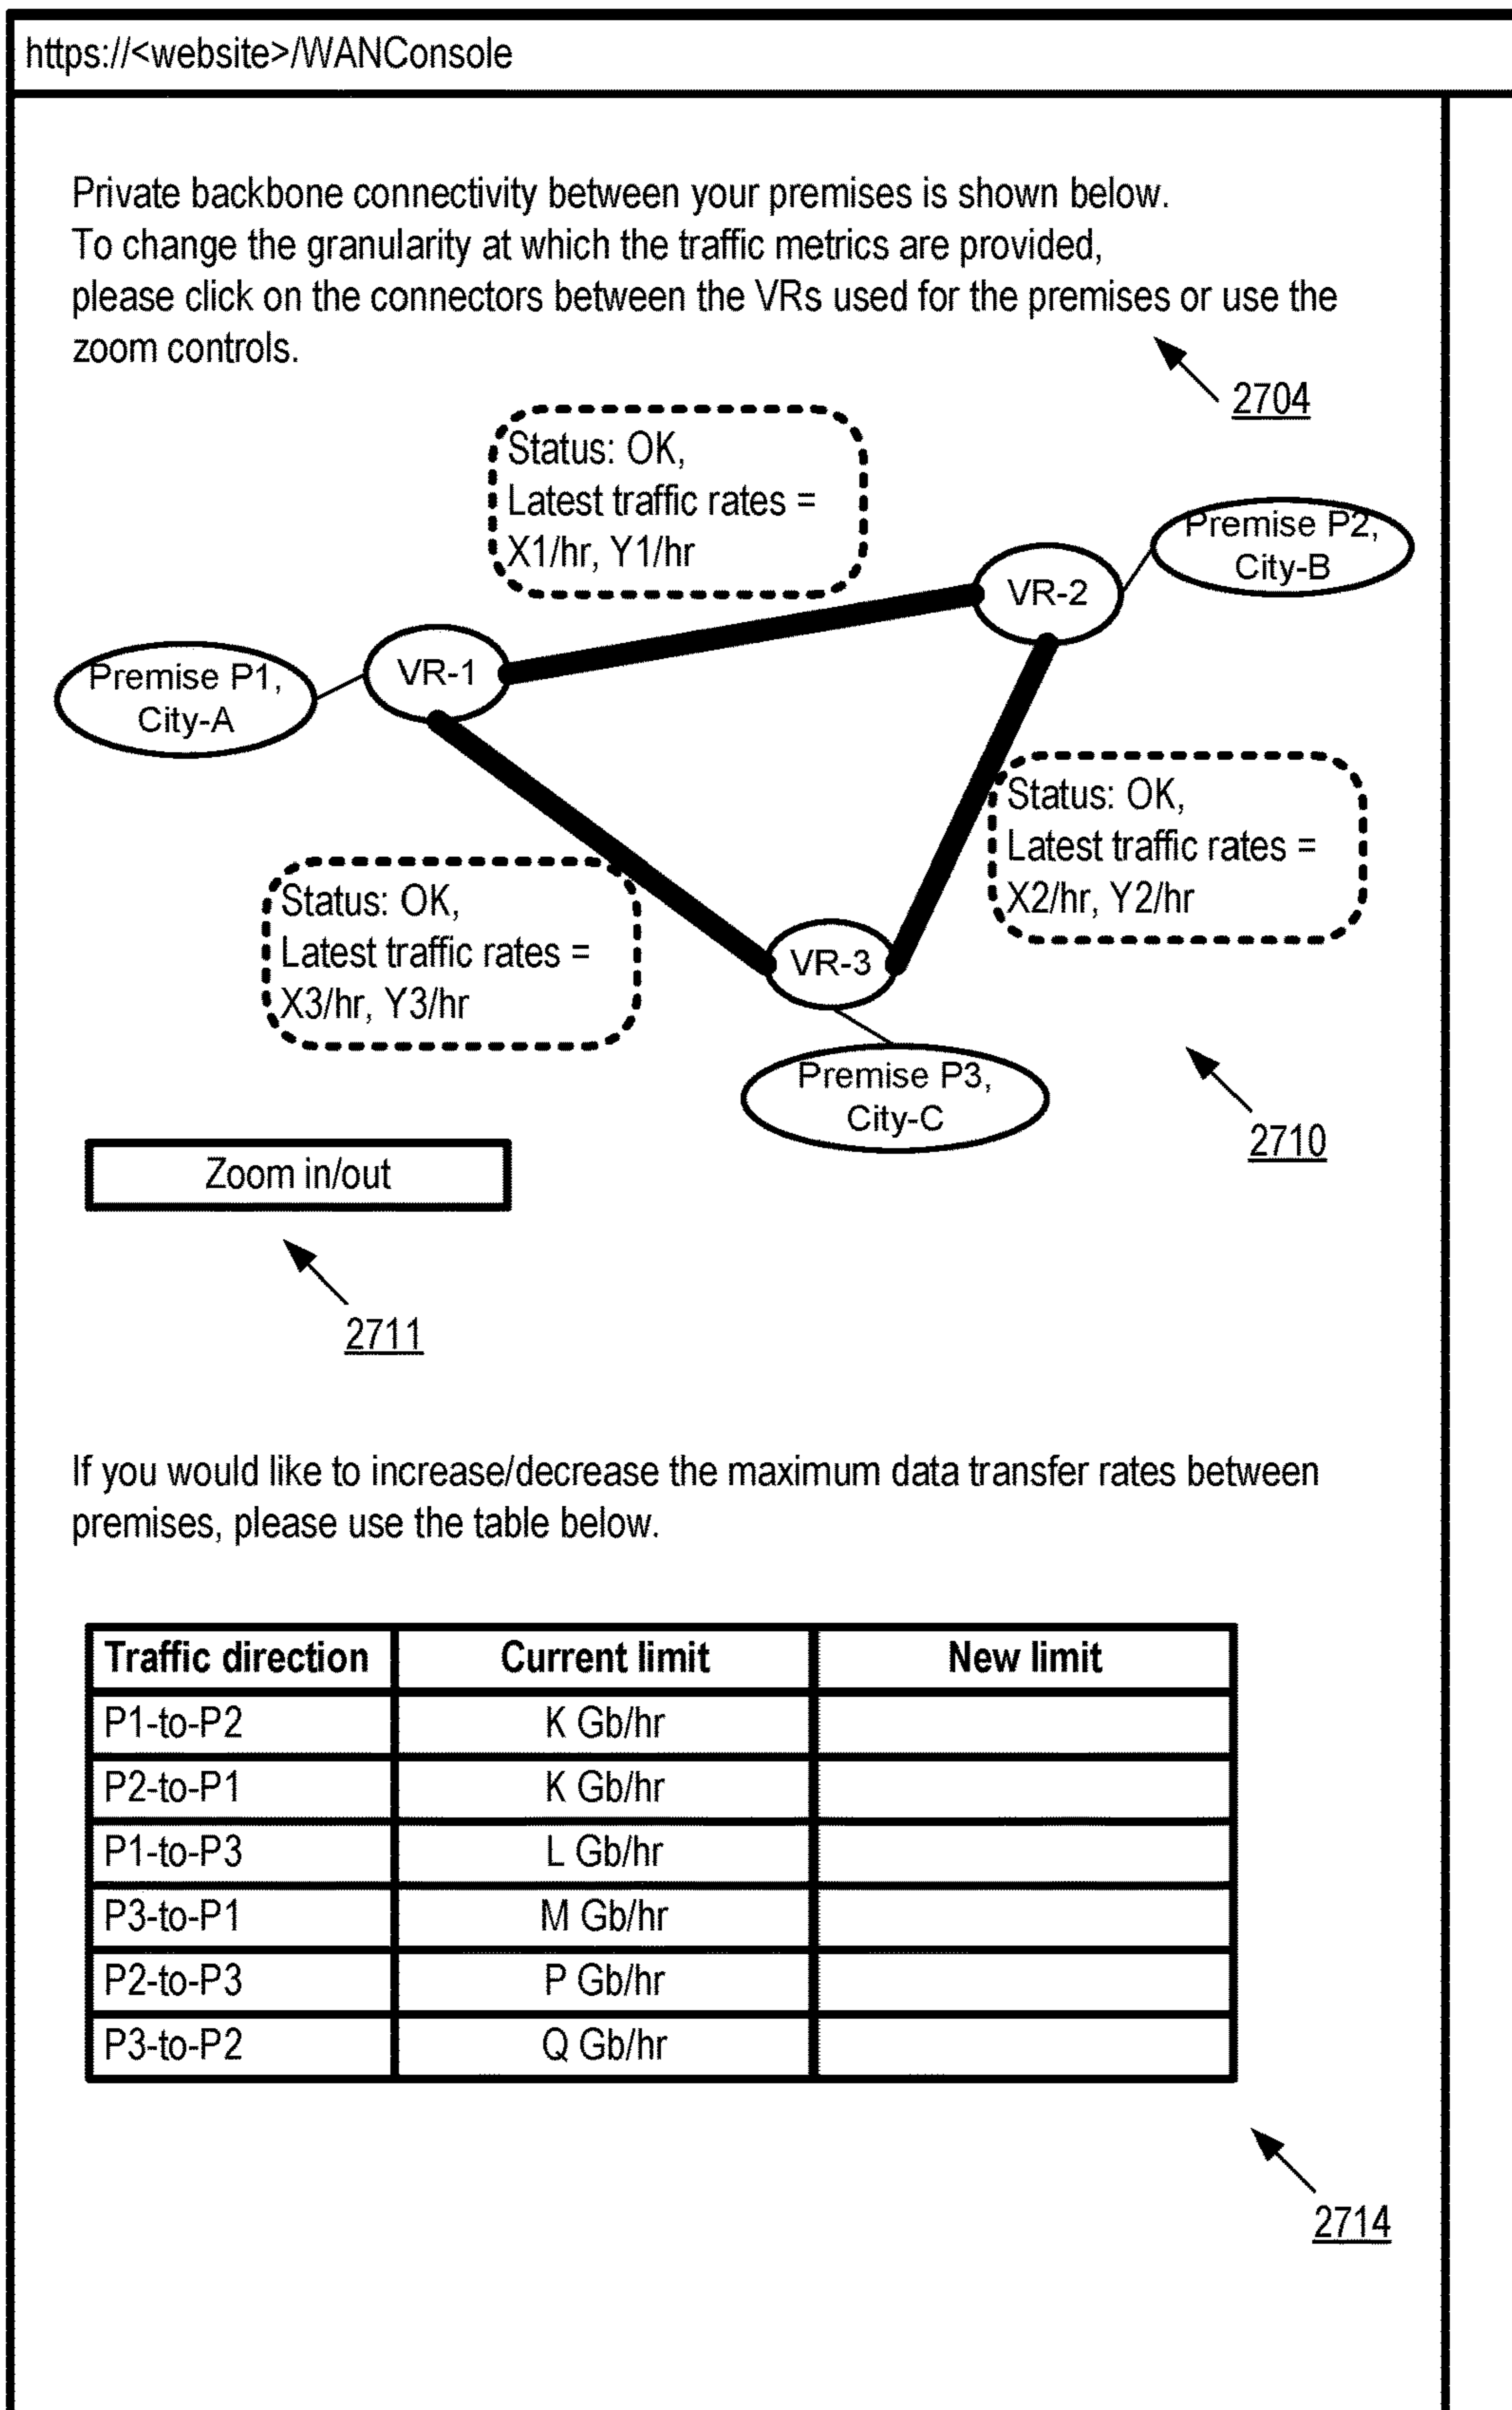 https://<website>/WANConsole
Private backbone connectivity between your premises is shown below.
To change the granularity at which the traffic metrics are provided,
please click on the connectors between the VRs used for the premises or use the
zoom controls.
2704
Status: OK,
Latest traffic rates =
X1/hr, Y1/hr
Premise P2,
City-B
VR-2
VR-1
Premise P1,
City-A
Status: OK,
Latest traffic rates =
X2/hr, Y2/hr
Status: OK,
Latest traffic rates =
X3/hr, Y3/hr
VR-3
Premise P3,
City-C
2710
Zoom in/out
2711
If you would like to increase/decrease the maximum data transfer rates between
premises, please use the table below.
Traffic direction Current limit New limit
P1-to-P2 K Gb/hr
P2-to-P1 K Gb/hr
P1-to-P3 L Gb/hr
P3-to-P1 M Gb/hr
P2-to-P3 P Gb/hr
P3-to-P2 Q Gb/hr
2714